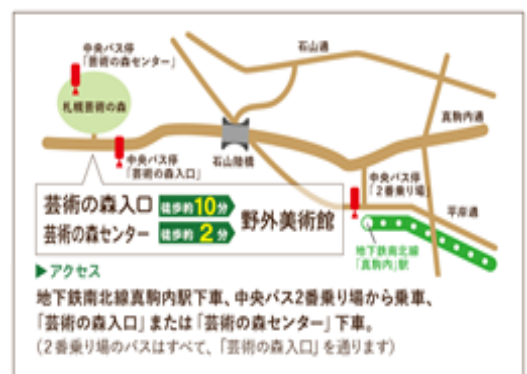 中央バス停
「芸術の森センター」
石山通
札幌芸術の森
真駒内通
中央バス停
「芸術の森入口」
石山陸橋
中央バス停
「2番乗り場」
平岸通
芸術の森入口 徒歩約10分
芸術の森センター 徒歩約2分
野外美術館
地下鉄南北線
「真駒内」駅
▶アクセス
地下鉄南北線真駒内駅下車、中央バス2番乗り場から乗車、
「芸術の森入口」または「芸術の森センター」下車。
(2番乗り場のバスはすべて、「芸術の森入口」を通ります)